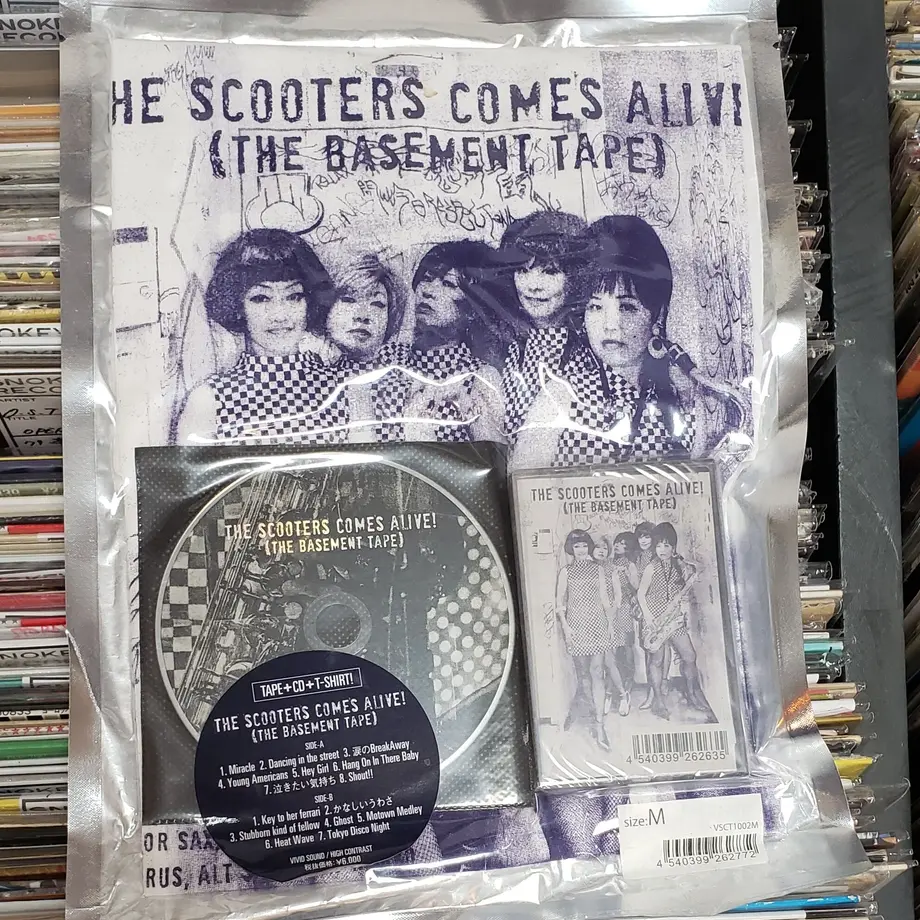 HE SCOOTERS COMES ALIVE
(THE BASEMENT TAPE)
THE SCOOTERS COMES ALIVE!
(THE BASEMENT TAPE)
TAPE+CD+T-SHIRT!
THE SCOOTERS COMES ALIVE!
(THE BASEMENT TAPE)
SIDE-A
1. Miracle 2. Dancing in the street 3. 涙のBreakAway
4. Young Americans 5. Hey Girl 6. Hang On In There Baby
7. 泣きたい気持ち 8. Shout!!
SIDE-B
1. Key to her ferrari 2. かなしいうわさ
3. Stubborn kind of fellow 4. Ghost 5. Motown Medley
6. Heat Wave 7. Tokyo Disco Night
VIVID SOUND / HIGH CONTRAST
税抜価格: ¥6,000
THE SCOOTERS COMES ALIVE!
(THE BASEMENT TAPE)
4 540399 262635
size:M
VSCT1002M
4 540399 262772
OR SAX
RUS, ALT